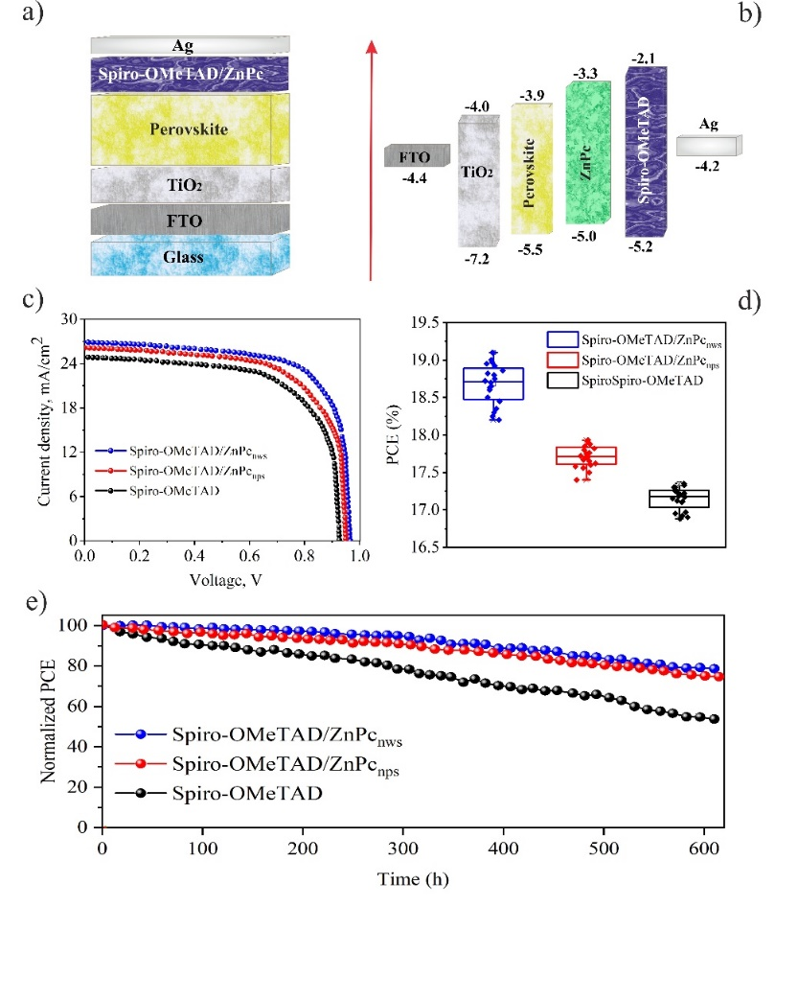 a)
Ag
Spiro-OMeTAD/ZnPc
Perovskite
TiO2
FTO
Glass
b)
-4.0
-3.9
-3.3
-2.1
FTO
-4.4
TiO2
Perovskite
ZnPc
Spiro-OMeTAD
Ag
-4.2
-7.2
-5.5
-5.0
-5.2
c)
30
24
18
12
6
0
Current density, mA/cm2
Spiro-OMeTAD/ZnPcnws
Spiro-OMeTAD/ZnPcnps
Spiro-OMeTAD
0.0 0.2 0.4 0.6 0.8 1.0
Voltage, V
d)
19.5
19.0
18.5
18.0
17.5
17.0
16.5
PCE (%)
Spiro-OMeTAD/ZnPcnws
Spiro-OMeTAD/ZnPcnps
SpiroSpiro-OMeTAD
e)
100
80
60
40
20
0
Normalized PCE
Spiro-OMeTAD/ZnPcnws
Spiro-OMeTAD/ZnPcnps
Spiro-OMeTAD
0 100 200 300 400 500 600
Time (h)